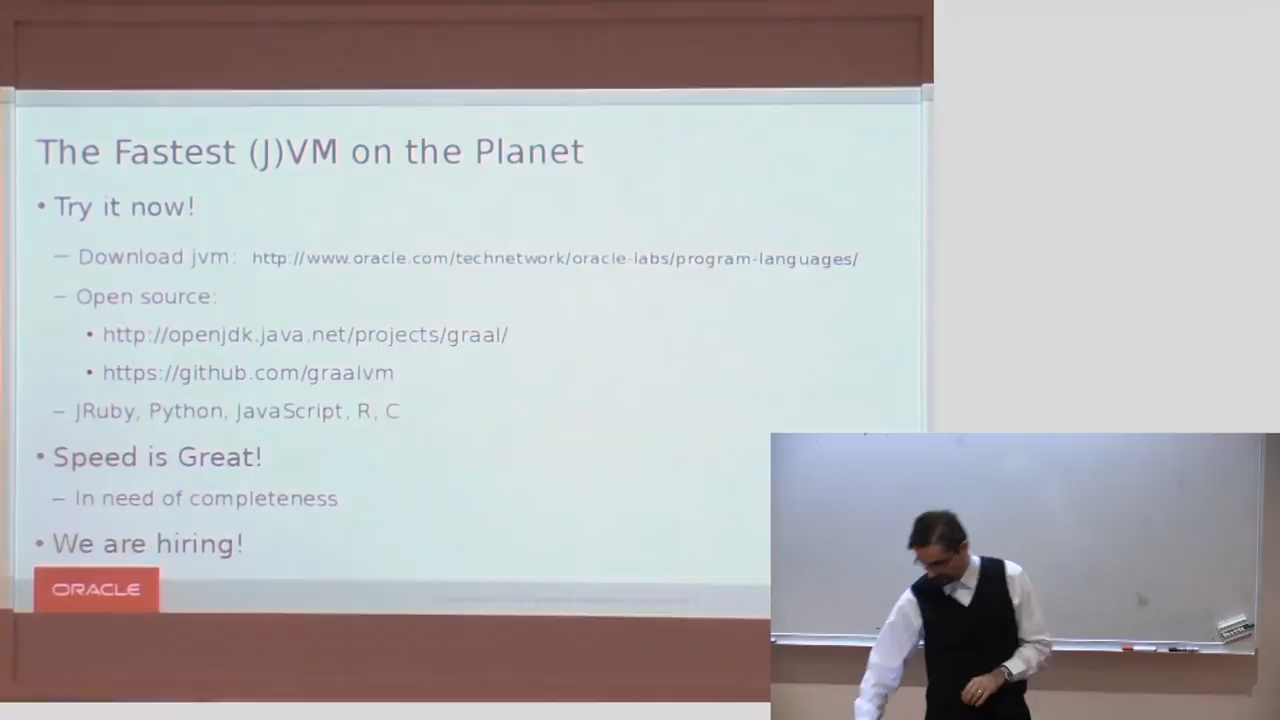 The Fastest (J)VM on the Planet
• Try it now!
– Download jvm: http://www.oracle.com/technetwork/oracle-labs/program-languages/
– Open source:
• http://openjdk.java.net/projects/graal/
• https://github.com/graalvm
– JRuby, Python, JavaScript, R, C
• Speed is Great!
– In need of completeness
• We are hiring!
ORACLE